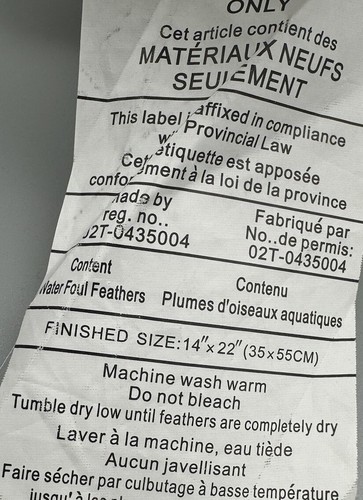 ONLY
Cet article contient des
MATÉRIAUX NEUFS
SEULEMENT
This label affixed in compliance
Provincial Law
étiquette est apposée
à la loi de la province
made by
reg. no..
02T-0435004
Fabriqué par
No..de permis:
02T-0435004
Content
Water Foul Feathers
Contenu
Plumes d'oiseaux aquatiques
FINISHED SIZE:14"x22"(35x55CM)
Machine wash warm
Do not bleach
Tumble dry low until feathers are completely dry
Laver à la machine, eau tiède
Aucun javellisant
Faire sécher par culbutage à basse température
jusqu'à